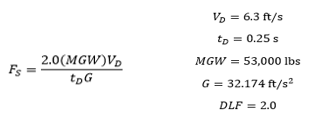 F_S = 2.0(MGW)V_D / t_D G
V_D = 6.3 ft/s
t_D = 0.25 s
MGW = 53,000 lbs
G = 32.174 ft/s²
DLF = 2.0